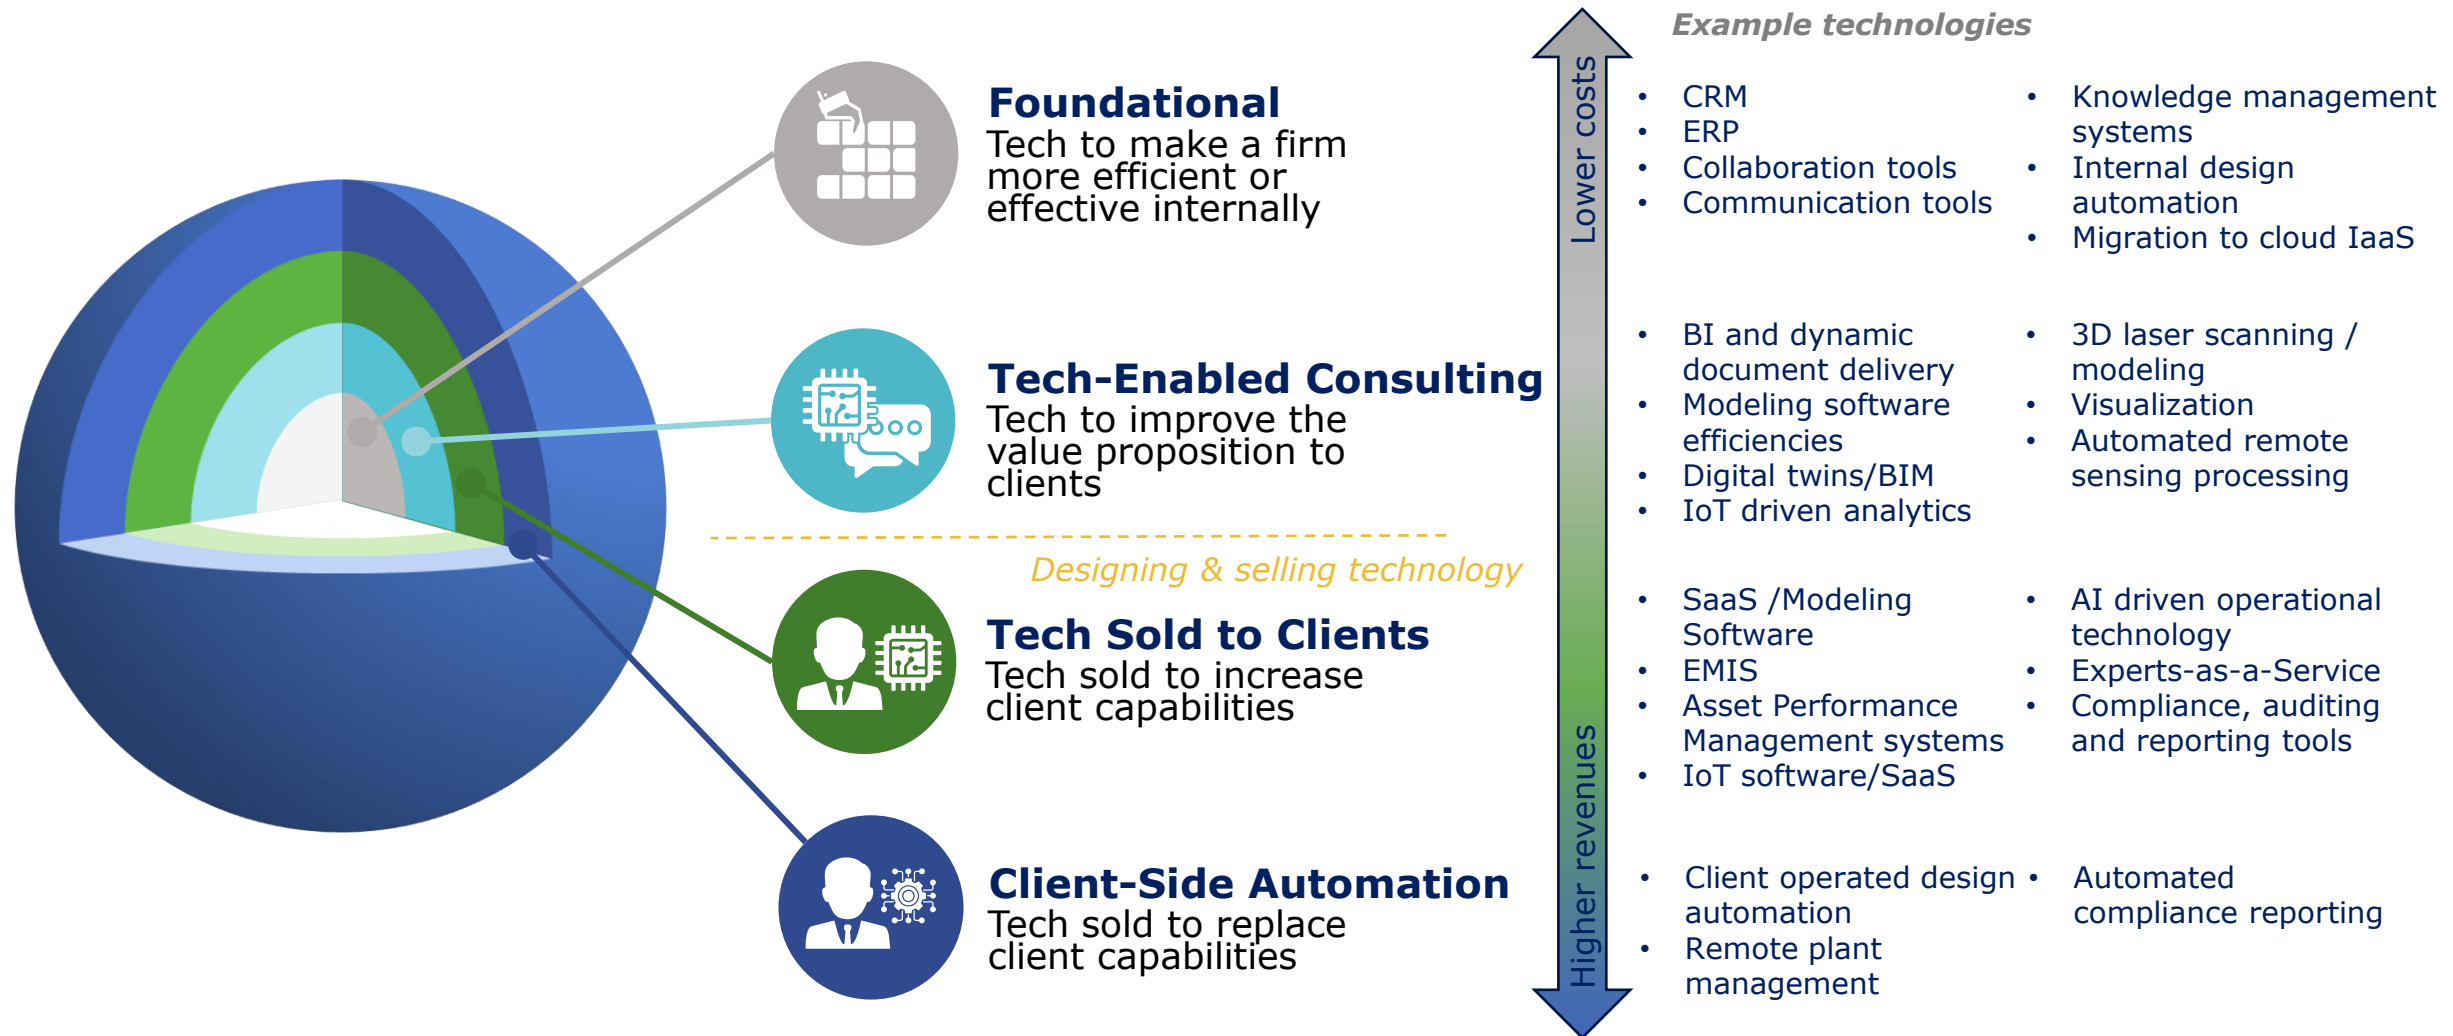 Example technologies
Foundational
Tech to make a firm
more efficient or
effective internally
Lower costs
• CRM
• ERP
• Collaboration tools
• Communication tools
• Knowledge management
systems
• Internal design
automation
• Migration to cloud IaaS
Tech-Enabled Consulting
Tech to improve the
value proposition to
clients
• BI and dynamic
document delivery
• Modeling software
efficiencies
• Digital twins/BIM
• IoT driven analytics
• 3D laser scanning /
modeling
• Visualization
• Automated remote
sensing processing
Designing & selling technology
Tech Sold to Clients
Tech sold to increase
client capabilities
Higher revenues
• SaaS /Modeling
Software
• EMIS
• Asset Performance
Management systems
• IoT software/SaaS
• AI driven operational
technology
• Experts-as-a-Service
• Compliance, auditing
and reporting tools
Client-Side Automation
Tech sold to replace
client capabilities
• Client operated design
automation
• Remote plant
management
• Automated
compliance reporting